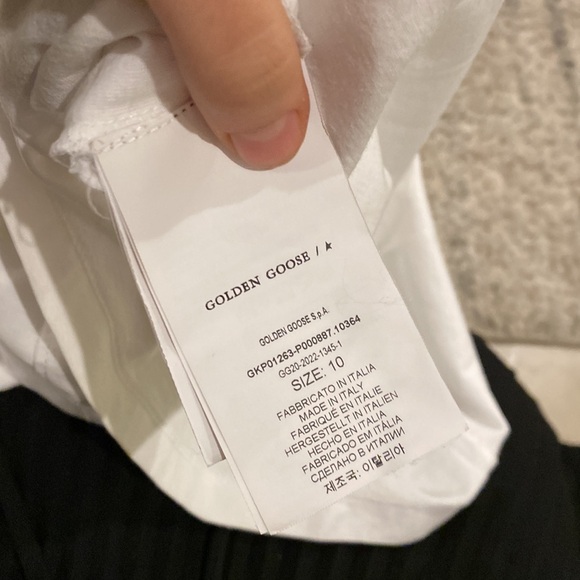 GOLDEN GOOSE / ★
GOLDEN GOOSE S.p.A.
GKP01263-P000887.10364
GG20-2022-1345-1
SIZE: 10
FABBRICATO IN ITALIA
MADE IN ITALY
FABRIQUÉ EN ITALIE
HERGESTELLT IN ITALIEN
HECHO EN ITALIA
FABRICADO EM ITÁLIA
СДЕЛАНО В ИТАЛИИ
제조국: 이탈리아